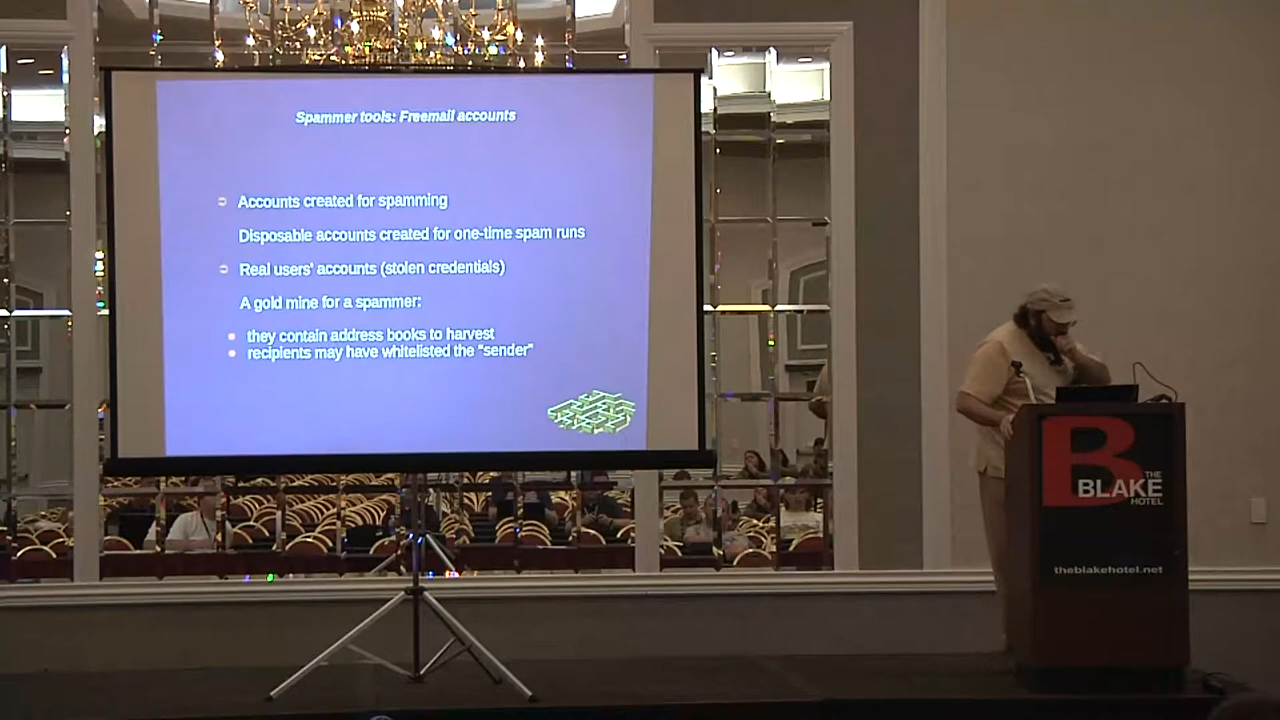 Spammer tools: Freemail accounts
Accounts created for spamming
Disposable accounts created for one-time spam runs
Real users' accounts (stolen credentials)
A gold mine for a spammer:
they contain address books to harvest
recipients may have whitelisted the “sender”
B
THE
BLAKE
HOTEL
theblakehotel.net